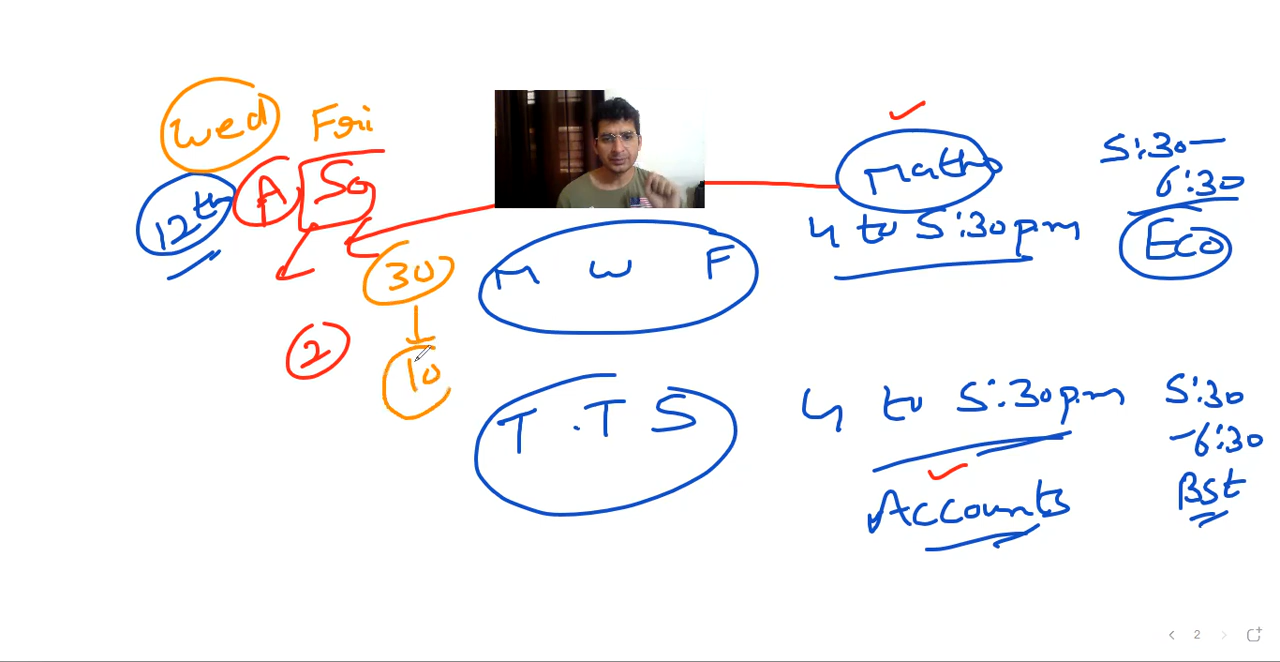 Wed Fri
12th A 50
Maths
5:30-
6:30
4 to 5:30pm
Eco
30
M W F
2
10
T.T S
4 to 5:30pm
5:30
-6:30
Accounts
BSt
2